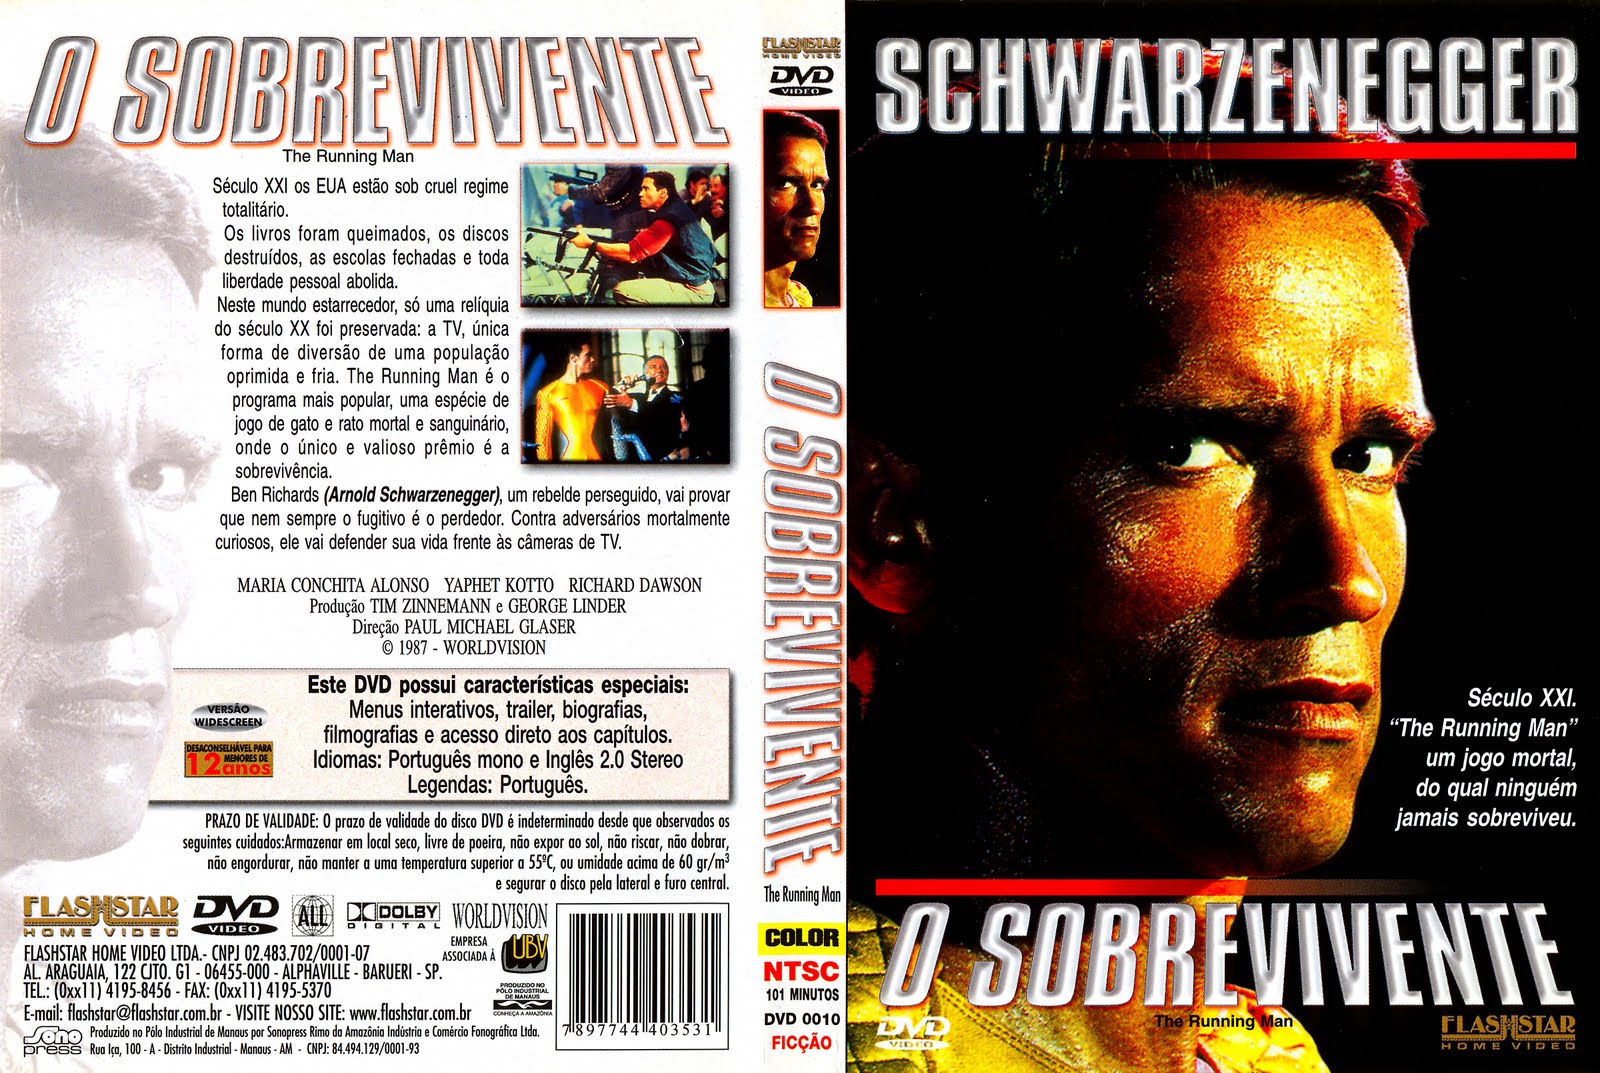 O SOBREVIVENTE
The Running Man
Século XXI os EUA estão sob cruel regime
totalitário.
Os livros foram queimados, os discos
destruídos, as escolas fechadas e toda
liberdade pessoal abolida.
Neste mundo estarrecedor, só uma relíquia
do século XX foi preservada: a TV, única
forma de diversão de uma população
oprimida e fria. The Running Man é o
programa mais popular, uma espécie de
jogo de gato e rato mortal e sanguinário,
onde o único e valioso prêmio é a
sobrevivência.
Ben Richards (Arnold Schwarzenegger), um rebelde perseguido, vai provar
que nem sempre o fugitivo é o perdedor. Contra adversários mortalmente
curiosos, ele vai defender sua vida frente às câmeras de TV.
MARIA CONCHITA ALONSO YAPHET KOTTO RICHARD DAWSON
Produção TIM ZINNEMANN e GEORGE LINDER
Direção PAUL MICHAEL GLASER
© 1987 - WORLDVISION
VERSÃO
WIDESCREEN
DESACONSELHÁVEL PARA
12 MENORES DE
anos
Este DVD possui características especiais:
Menus interativos, trailer, biografias,
filmografias e acesso direto aos capítulos.
Idiomas: Português mono e Inglês 2.0 Stereo
Legendas: Português.
PRAZO DE VALIDADE: O prazo de validade do disco DVD é indeterminado desde que observados os
seguintes cuidados:Armazenar em local seco, livre de poeira, não expor ao sol, não riscar, não dobrar,
não engordurar, não manter a uma temperatura superior a 55ºC, ou umidade acima de 60 gr/m³
e segurar o disco pela lateral e furo central.
FLASHSTAR
HOME VIDEO
DVD
VIDEO
ALL
DOLBY
DIGITAL
WORLDVISION
EMPRESA
ASSOCIADA À
UBV
FLASHSTAR HOME VIDEO LTDA.- CNPJ 02.483.702/0001-07
AL. ARAGUAIA, 122 CJTO. G1 - 06455-000 - ALPHAVILLE - BARUERI - SP.
TEL.: (0xx11) 4195-8456 - FAX: (0xx11) 4195-5370
E-mail: flashstar@flashstar.com.br - VISITE NOSSO SITE: www.flashstar.com.br
PRODUZIDO NO
PÓLO INDUSTRIAL
DE MANAUS
CONHEÇA A AMAZÔNIA
sono
press
Produzido no Pólo Industrial de Manaus por Sonopress Rimo da Amazônia Indústria e Comércio Fonográfica Ltda.
Rua Iça, 100 - A - Distrito Industrial - Manaus - AM - CNPJ: 84.494.129/0001-93
7 897744 403531
FLASHSTAR
HOME VIDEO
DVD
VIDEO
O SOBREVIVENTE
The Running Man
COLOR
NTSC
101 MINUTOS
DVD 0010
FICÇÃO
SCHWARZENEGGER
Século XXI.
“The Running Man”
um jogo mortal,
do qual ninguém
jamais sobreviveu.
O SOBREVIVENTE
The Running Man
DVD
VIDEO
FLASHSTAR
HOME VIDEO